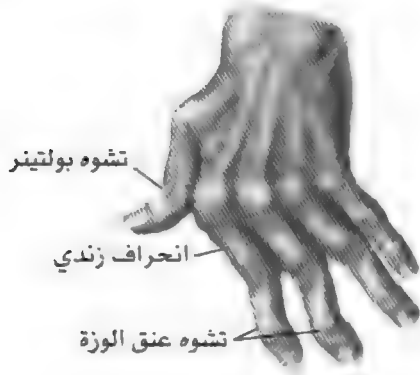 تشوه بولتينر
انحراف زندي
تشوه عنق الوزة